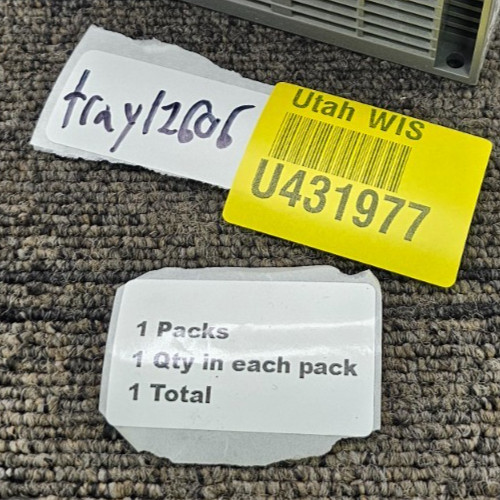 tray12606
Utah WIS
U431977
1 Packs
1 Qty in each pack
1 Total